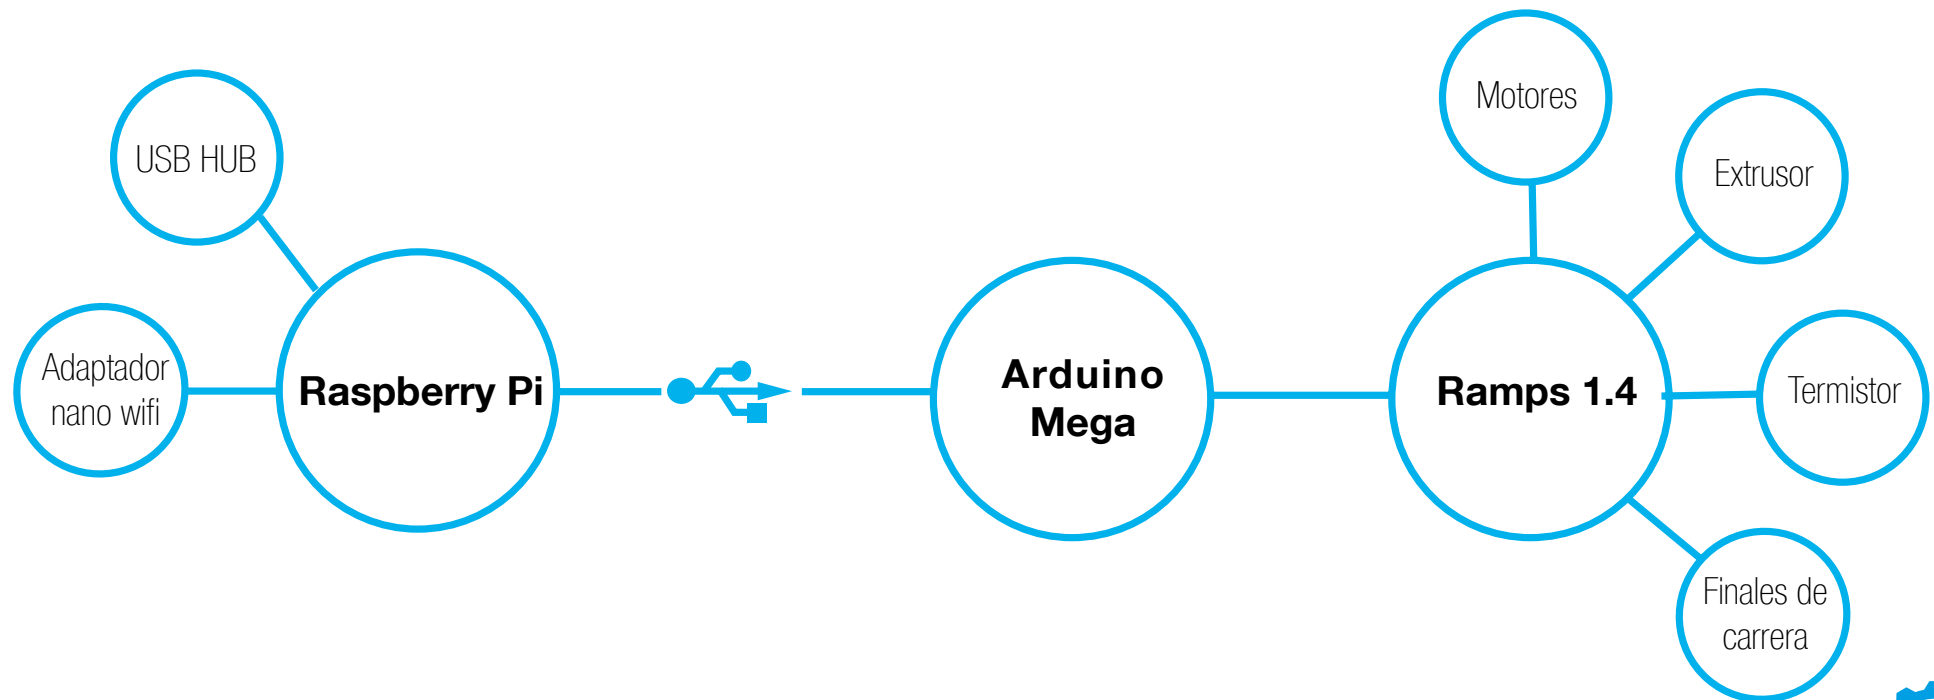 USB HUB
Adaptador
nano wifi
Raspberry Pi
Arduino
Mega
Ramps 1.4
Motores
Extrusor
Termistor
Finales de
carrera